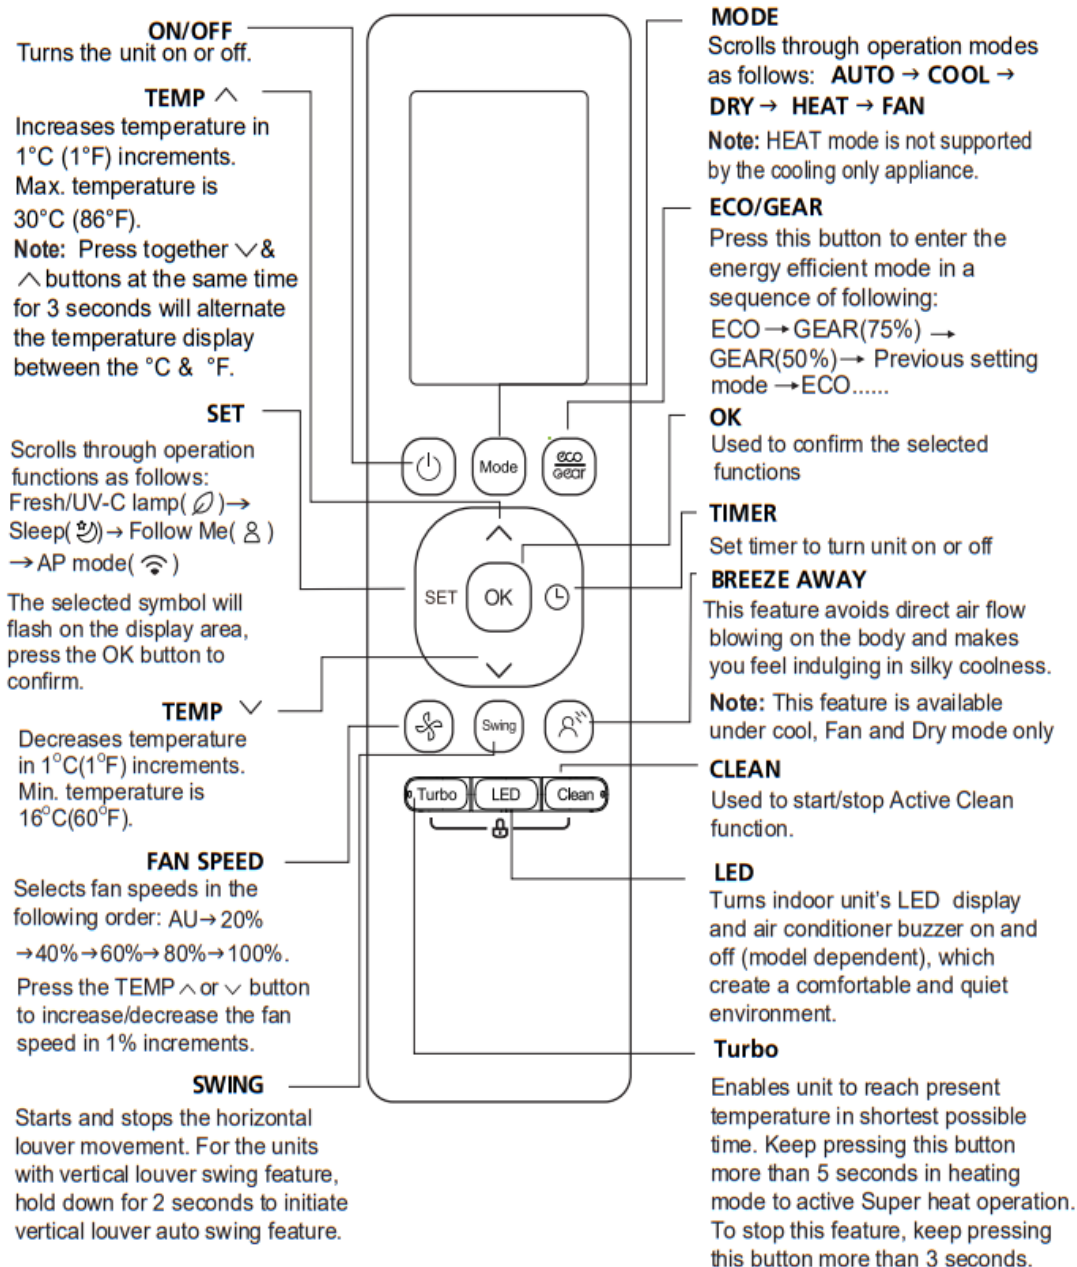 ON/OFF
Turns the unit on or off.
TEMP ︿
Increases temperature in
1°C (1°F) increments.
Max. temperature is
30°C (86°F).
Note: Press together ﹀&
︿ buttons at the same time
for 3 seconds will alternate
the temperature display
between the °C & °F.
SET
Scrolls through operation
functions as follows:
Fresh/UV-C lamp( )→
Sleep( )→ Follow Me( )
→ AP mode( )
The selected symbol will
flash on the display area,
press the OK button to
confirm.
TEMP ﹀
Decreases temperature
in 1°C(1°F) increments.
Min. temperature is
16°C(60°F).
FAN SPEED
Selects fan speeds in the
following order: AU→ 20%
→40%→60%→80%→100%.
Press the TEMP ︿ or ﹀ button
to increase/decrease the fan
speed in 1% increments.
SWING
Starts and stops the horizontal
louver movement. For the units
with vertical louver swing feature,
hold down for 2 seconds to initiate
vertical louver auto swing feature.
Mode
eco
Gear
SET
OK
Swing
Turbo
LED
Clean
MODE
Scrolls through operation modes
as follows: AUTO → COOL →
DRY → HEAT → FAN
Note: HEAT mode is not supported
by the cooling only appliance.
ECO/GEAR
Press this button to enter the
energy efficient mode in a
sequence of following:
ECO → GEAR(75%) →
GEAR(50%)→ Previous setting
mode →ECO......
OK
Used to confirm the selected
functions
TIMER
Set timer to turn unit on or off
BREEZE AWAY
This feature avoids direct air flow
blowing on the body and makes
you feel indulging in silky coolness.
Note: This feature is available
under cool, Fan and Dry mode only
CLEAN
Used to start/stop Active Clean
function.
LED
Turns indoor unit's LED display
and air conditioner buzzer on and
off (model dependent), which
create a comfortable and quiet
environment.
Turbo
Enables unit to reach present
temperature in shortest possible
time. Keep pressing this button
more than 5 seconds in heating
mode to active Super heat operation.
To stop this feature, keep pressing
this button more than 3 seconds.